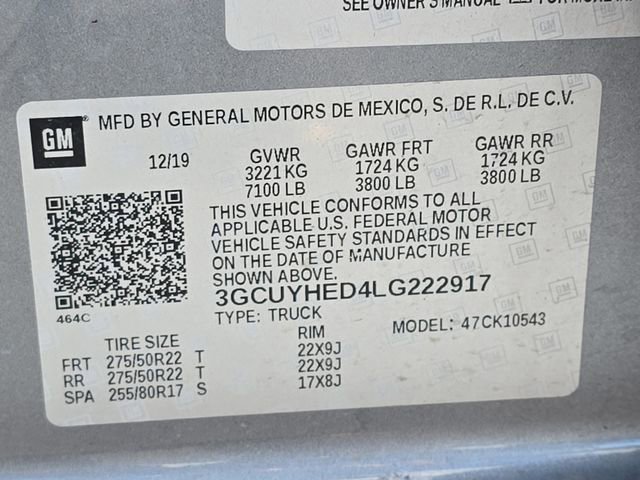 SEE OWNER'S MANUAL
GM MFD BY GENERAL MOTORS DE MEXICO, S. DE R.L. DE C.V.
12/19 GVWR GAWR FRT GAWR RR
3221 KG 1724 KG 1724 KG
7100 LB 3800 LB 3800 LB
THIS VEHICLE CONFORMS TO ALL
APPLICABLE U.S. FEDERAL MOTOR
VEHICLE SAFETY STANDARDS IN EFFECT
ON THE DATE OF MANUFACTURE
SHOWN ABOVE.
3GCUYHED4LG222917
464C
TYPE: TRUCK MODEL: 47CK10543
TIRE SIZE RIM
FRT 275/50R22 T 22X9J
RR 275/50R22 T 22X9J
SPA 255/80R17 S 17X8J